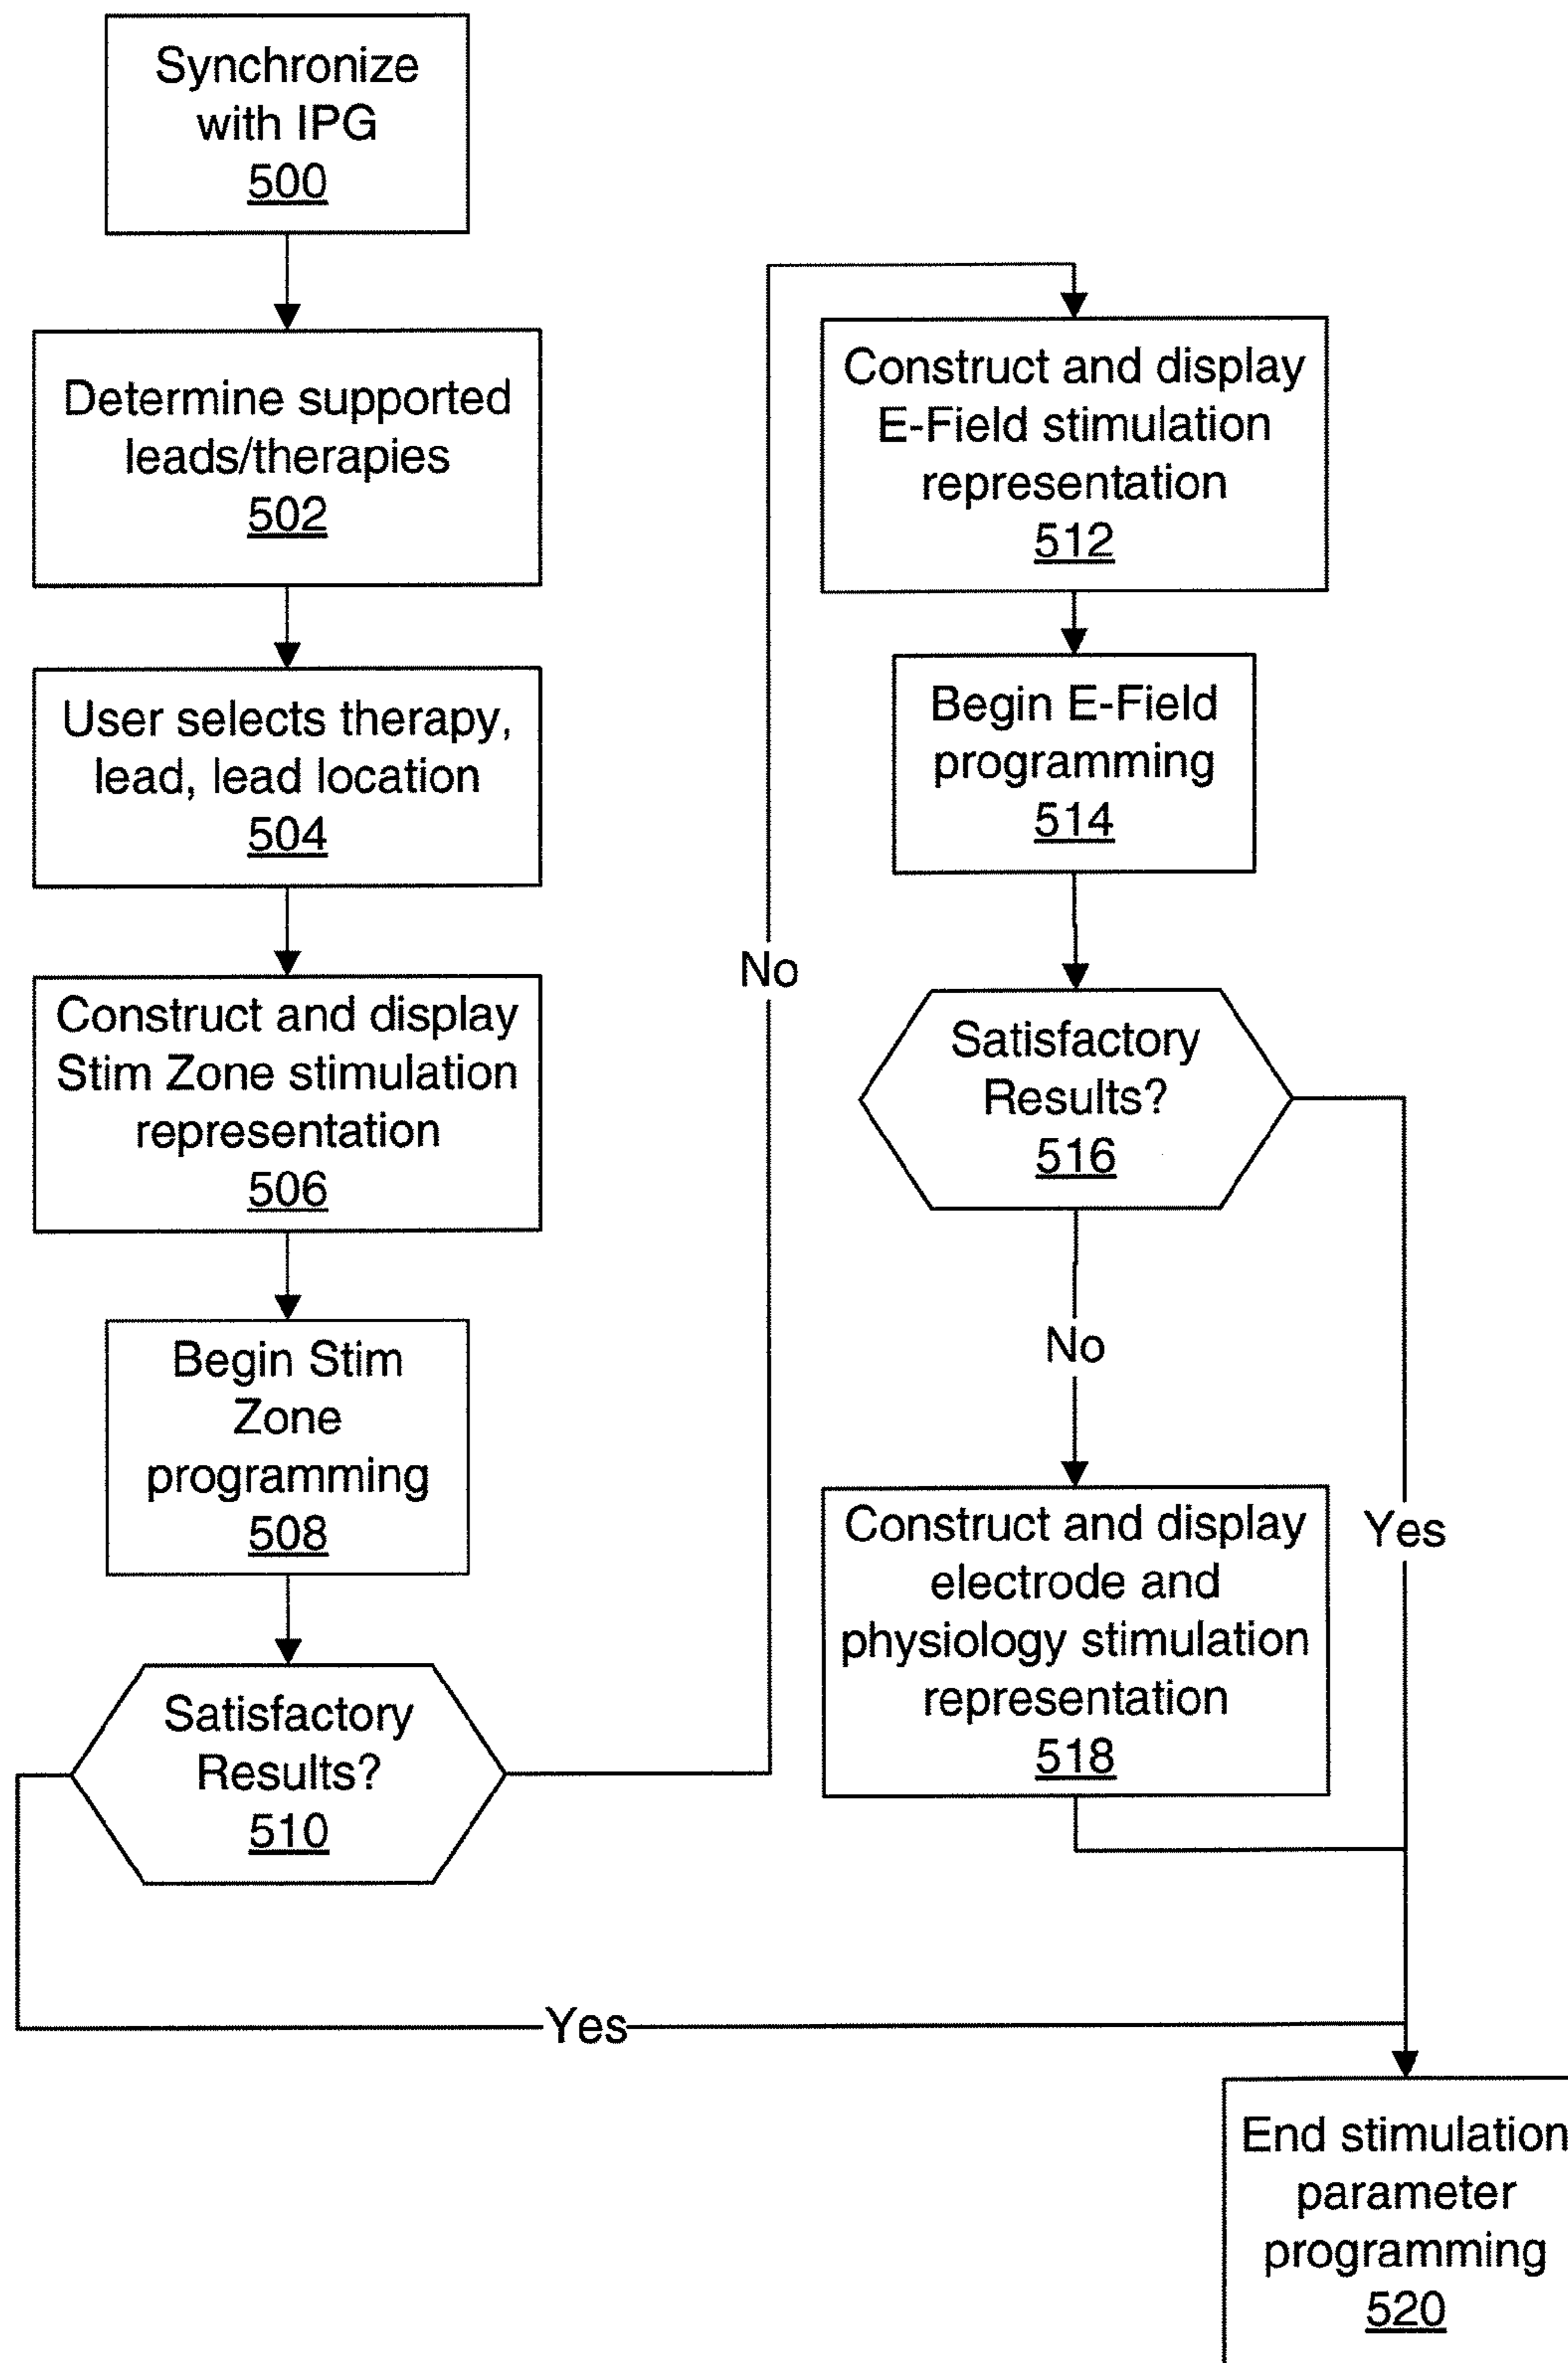 Synchronize
with IPG
500
Determine supported
leads/therapies
502
User selects therapy,
lead, lead location
504
Construct and display
Stim Zone stimulation
representation
506
Begin Stim
Zone
programming
508
Satisfactory
Results?
510
No
Yes
Construct and display
E-Field stimulation
representation
512
Begin E-Field
programming
514
Satisfactory
Results?
516
No
Yes
Construct and display
electrode and
physiology stimulation
representation
518
End stimulation
parameter
programming
520